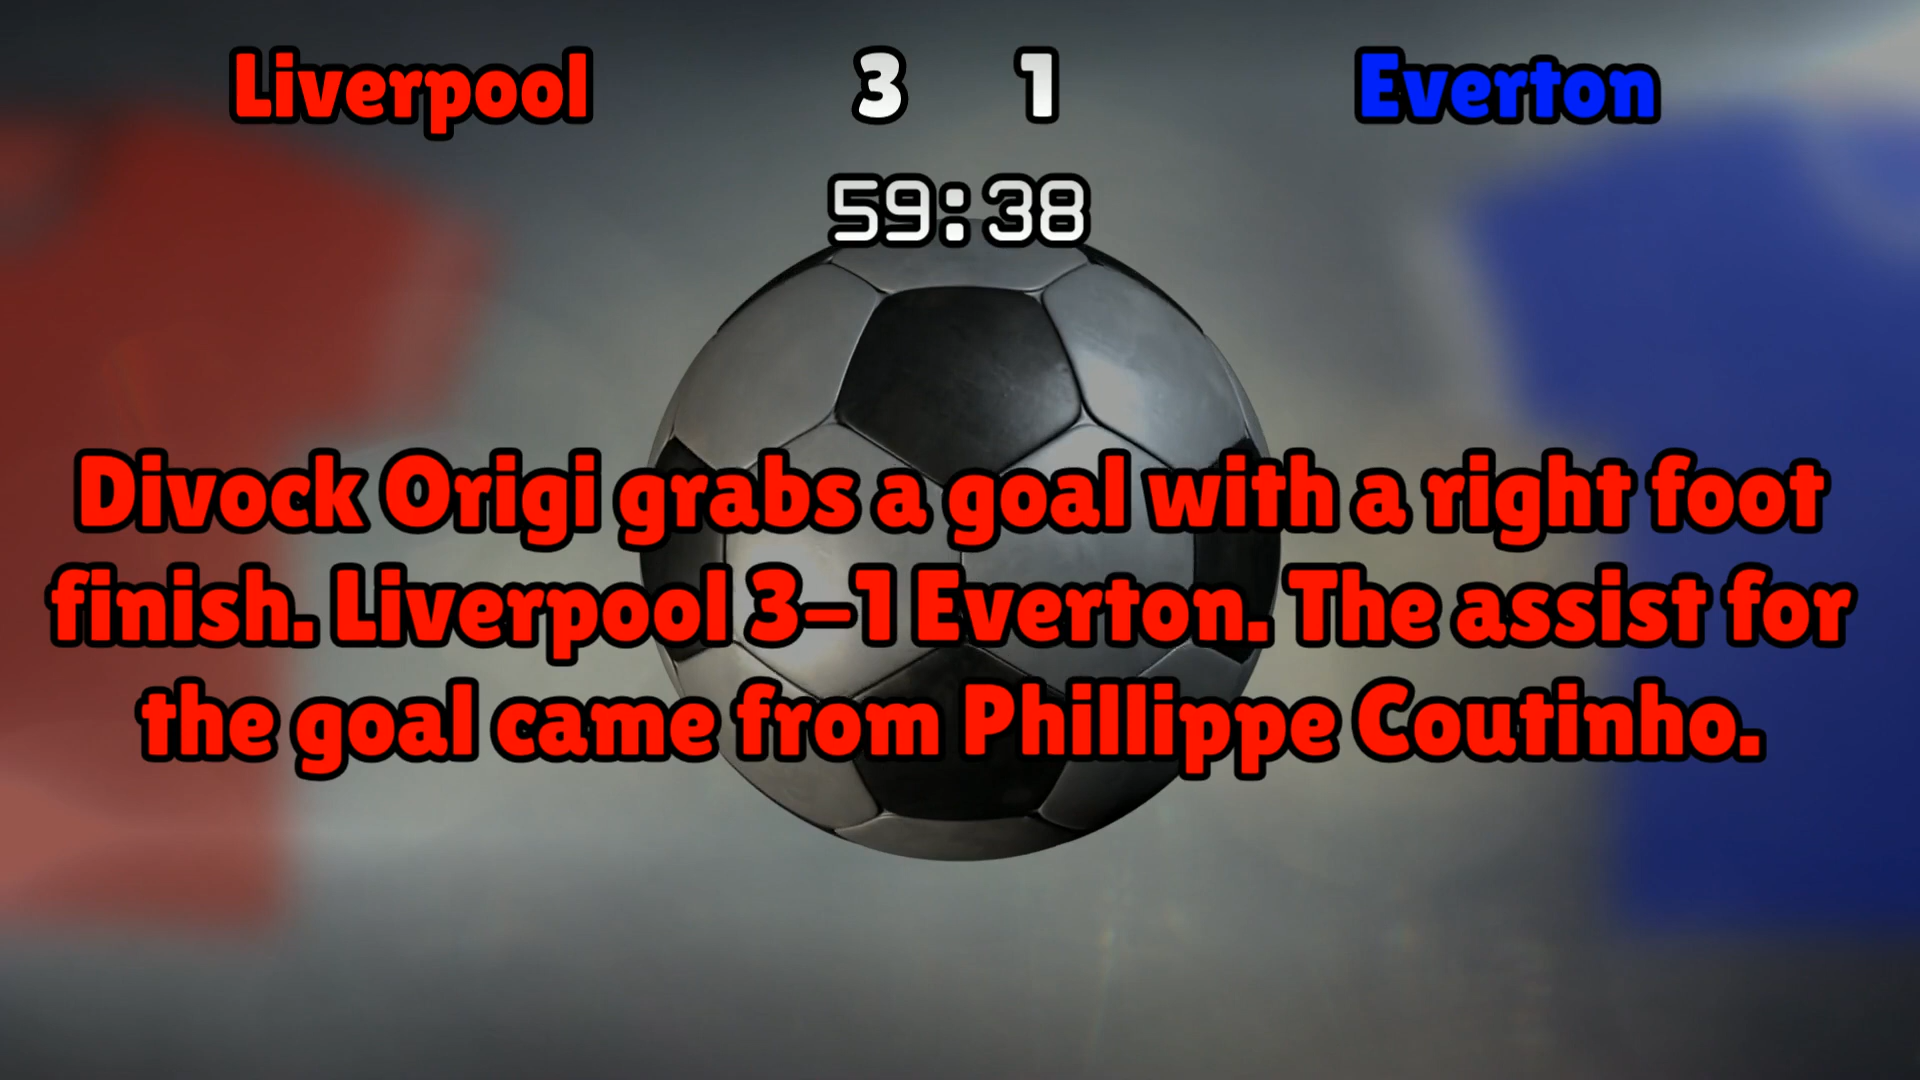 Liverpool 3 1 Everton
59:38
Divock Origi grabs a goal with a right foot
finish. Liverpool 3-1 Everton. The assist for
the goal came from Phillippe Coutinho.